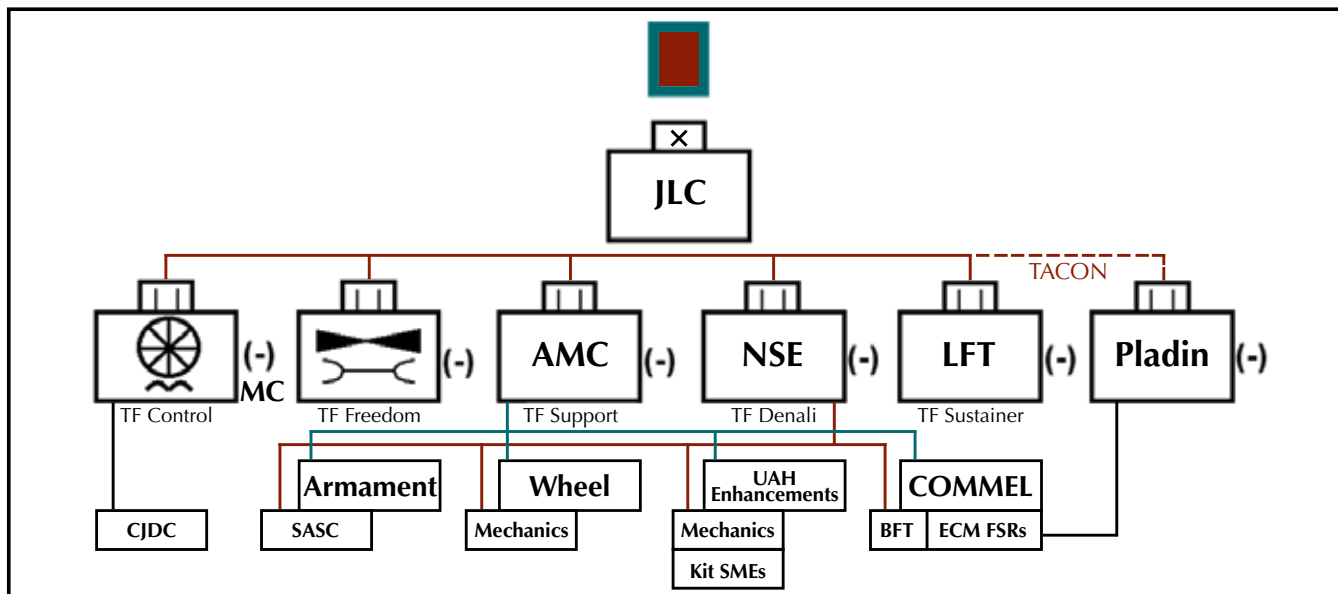 JLC
TACON
AMC
NSE
LFT
Pladin
(-)
(-)
(-)
(-)
(-)
(-)
MC
TF Control
TF Freedom
TF Support
TF Denali
TF Sustainer
Armament
Wheel
UAH
Enhancements
COMMEL
CJDC
SASC
Mechanics
Mechanics
BFT
ECM FSRs
Kit SMEs